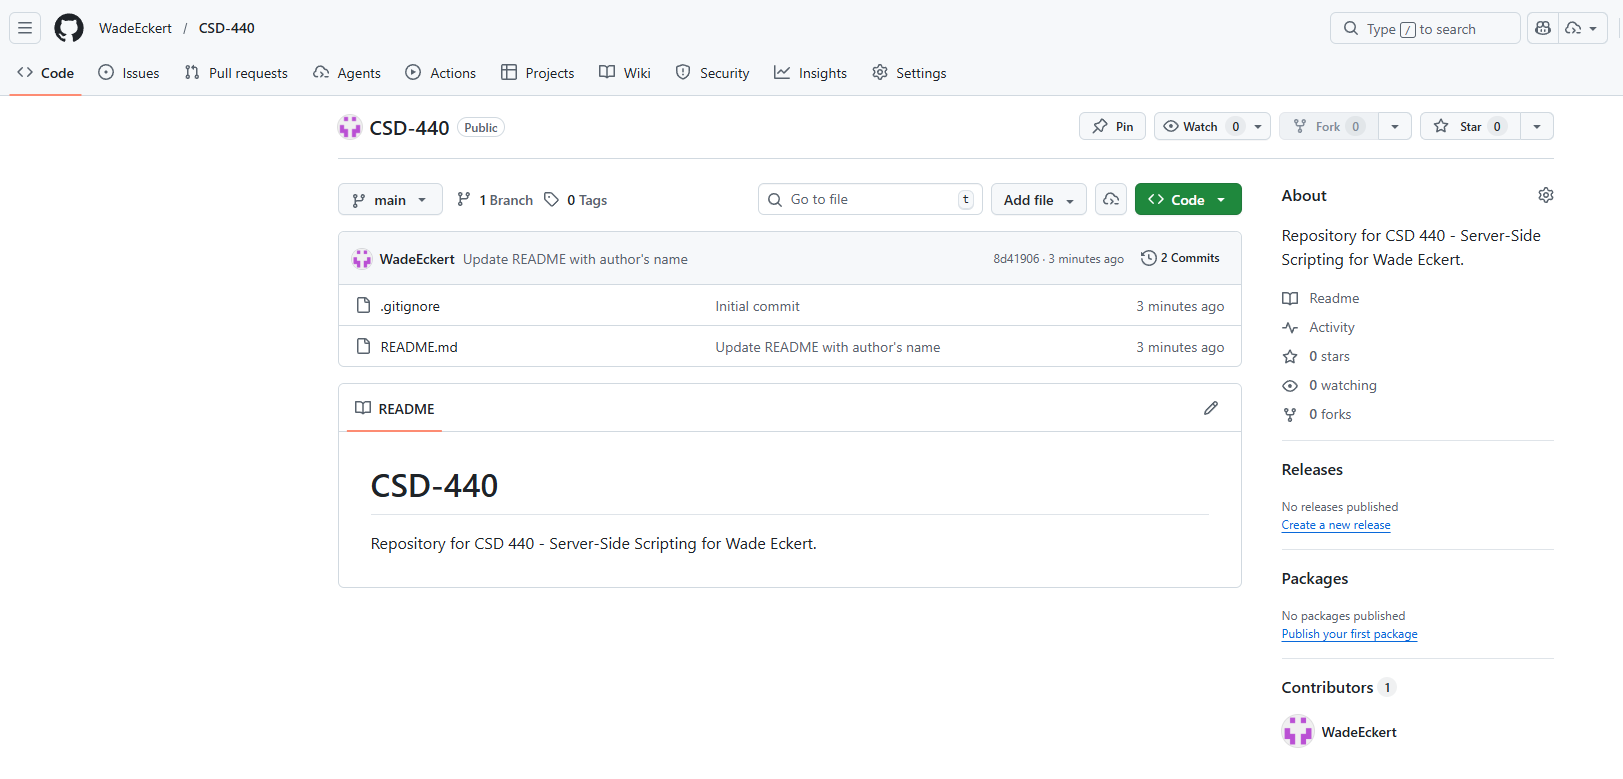 WadeEckert / CSD-440
Type / to search
Code Issues Pull requests Agents Actions Projects Wiki Security Insights Settings
CSD-440 Public
Pin Watch 0 Fork 0 Star 0
main 1 Branch 0 Tags Go to file t Add file Code
WadeEckert Update README with author's name 8d41906 · 3 minutes ago 2 Commits
.gitignore Initial commit 3 minutes ago
README.md Update README with author's name 3 minutes ago
README
CSD-440
Repository for CSD 440 - Server-Side Scripting for Wade Eckert.
About
Repository for CSD 440 - Server-Side
Scripting for Wade Eckert.
Readme
Activity
0 stars
0 watching
0 forks
Releases
No releases published
Create a new release
Packages
No packages published
Publish your first package
Contributors 1
WadeEckert